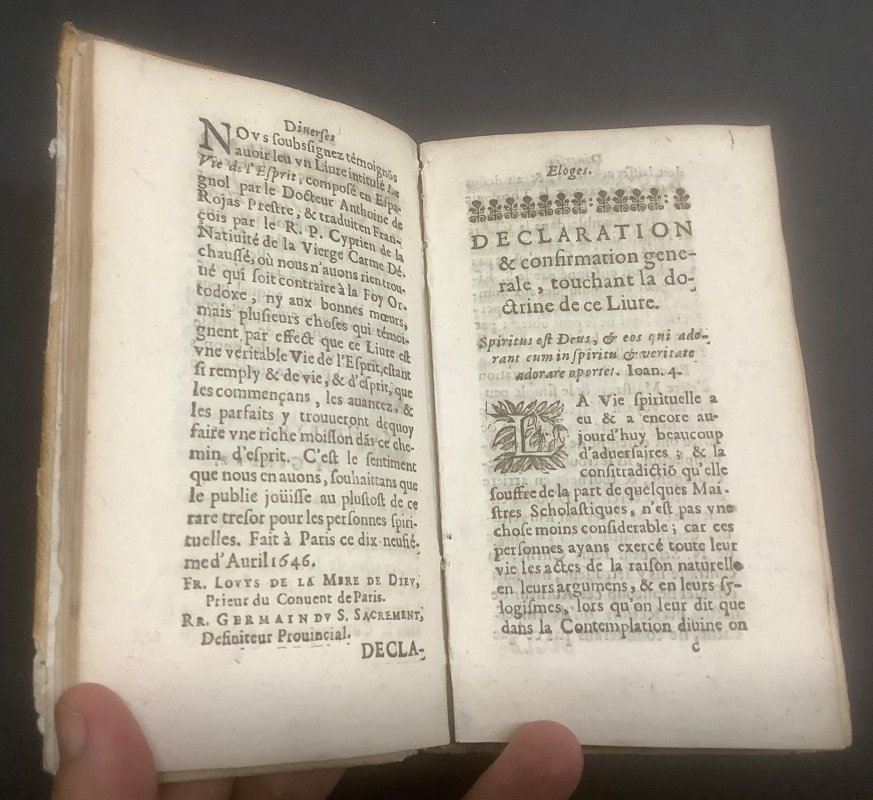 Diuerses
NOVS soubssignez témoignōs
auoir leu vn Liure intitulé La
Vie de l'Esprit, composé en Espa-
gnol par le Docteur Anthoine de
Rojas Prestre, & traduit en Fran-
çois par le R. P. Cyprien de la
Natiuité de la Vierge Carme Dé-
chaussé, où nous n'auons rien trou-
ué qui soit contraire à la Foy Or-
todoxe, ny aux bonnes mœurs,
mais plusieurs choses qui témoi-
gnent par effect que ce Liure est
vne veritable Vie de l'Esprit, estant
si remply & de vie, & d'esprit, que
les commençans, les auancez, &
les parfaits y trouueront dequoy
faire vne riche moisson dās ce che-
min d'esprit. C'est le sentiment
que nous en auons, souhaittans que
le publie joüisse au plustost de ce
rare tresor pour les personnes spiri-
tuelles. Fait à Paris ce dix-neufié-
me d'Auril 1646.
FR. LOVYS DE LA MERE DE DIEV,
Prieur du Conuent de Paris.
RR. GERMAIN DV S. SACREMENT,
Definiteur Prouincial.
DECLA-
Eloges.
DECLARATION
& confirmation gene-
rale, touchant la do-
ctrine de ce Liure.
Spiritus est Deus, & eos qui ado-
rant eum in spiritu & veritate
adorare oportet. Ioan. 4.
LA Vie spirituelle a
eu & a encore au-
jourd'huy beaucoup
d'aduersaires; & la
contradictiō qu'elle
souffre de la part de quelques Mai-
stres Scholastiques, n'est pas vne
chose moins considerable; car ces
personnes ayans exercé toute leur
vie les actes de la raison naturelle
en leurs argumens, & en leurs sy-
logismes, lors qu'on leur dit que
dans la Contemplation diuine on
c